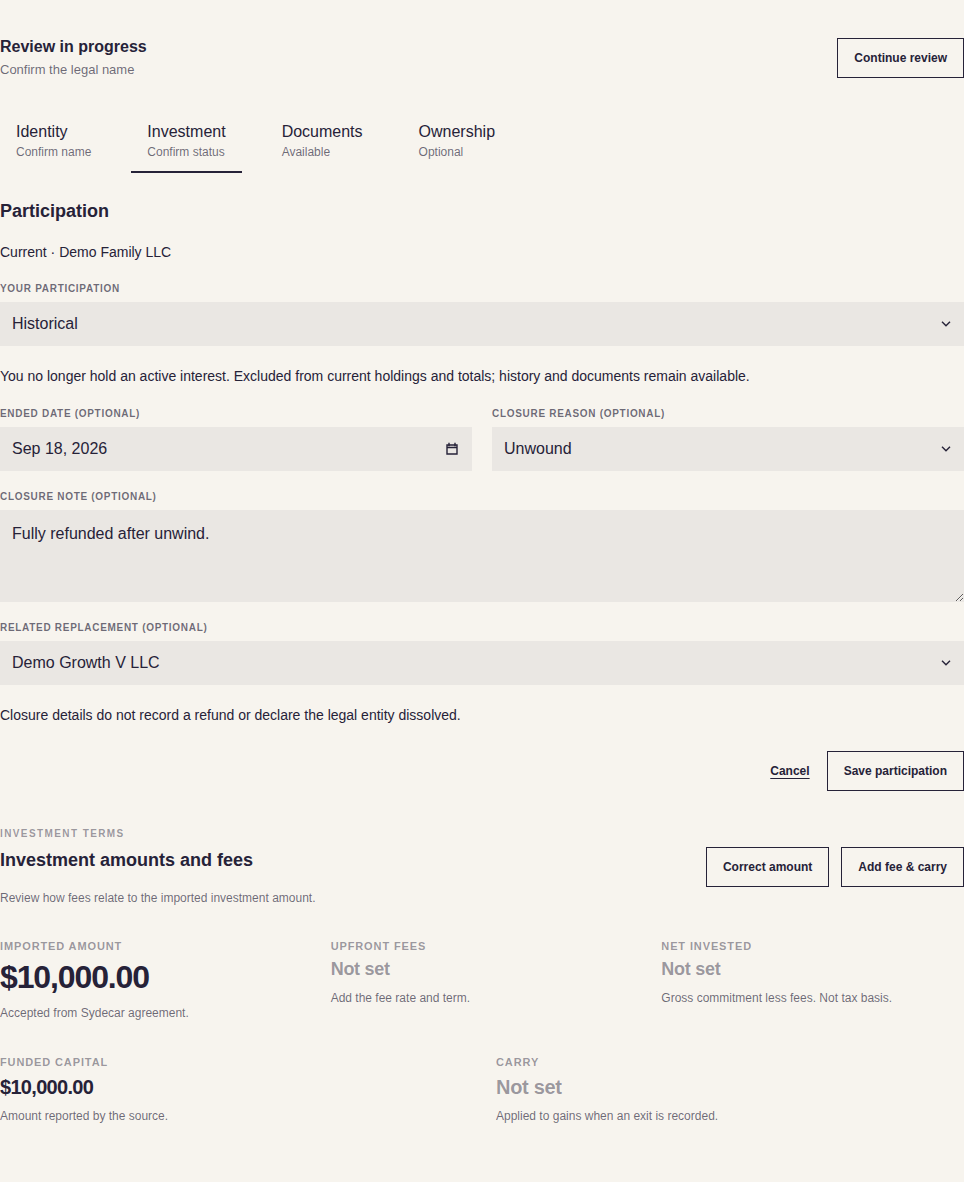 Review in progress
Confirm the legal name
Continue review
Identity
Confirm name
Investment
Confirm status
Documents
Available
Ownership
Optional
Participation
Current · Demo Family LLC
YOUR PARTICIPATION
Historical
You no longer hold an active interest. Excluded from current holdings and totals; history and documents remain available.
ENDED DATE (OPTIONAL)
Sep 18, 2026
CLOSURE REASON (OPTIONAL)
Unwound
CLOSURE NOTE (OPTIONAL)
Fully refunded after unwind.
RELATED REPLACEMENT (OPTIONAL)
Demo Growth V LLC
Closure details do not record a refund or declare the legal entity dissolved.
Cancel
Save participation
INVESTMENT TERMS
Investment amounts and fees
Correct amount
Add fee & carry
Review how fees relate to the imported investment amount.
IMPORTED AMOUNT
$10,000.00
Accepted from Sydecar agreement.
UPFRONT FEES
Not set
Add the fee rate and term.
NET INVESTED
Not set
Gross commitment less fees. Not tax basis.
FUNDED CAPITAL
$10,000.00
Amount reported by the source.
CARRY
Not set
Applied to gains when an exit is recorded.